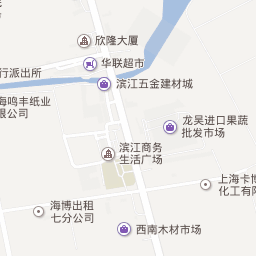 欣隆大厦
华联超市
行派出所
滨江五金建材城
海鸣丰纸业
限公司
龙吴进口果蔬
批发市场
滨江商务
生活广场
上海卡博
化工有限
海博出租
七分公司
西南木材市场